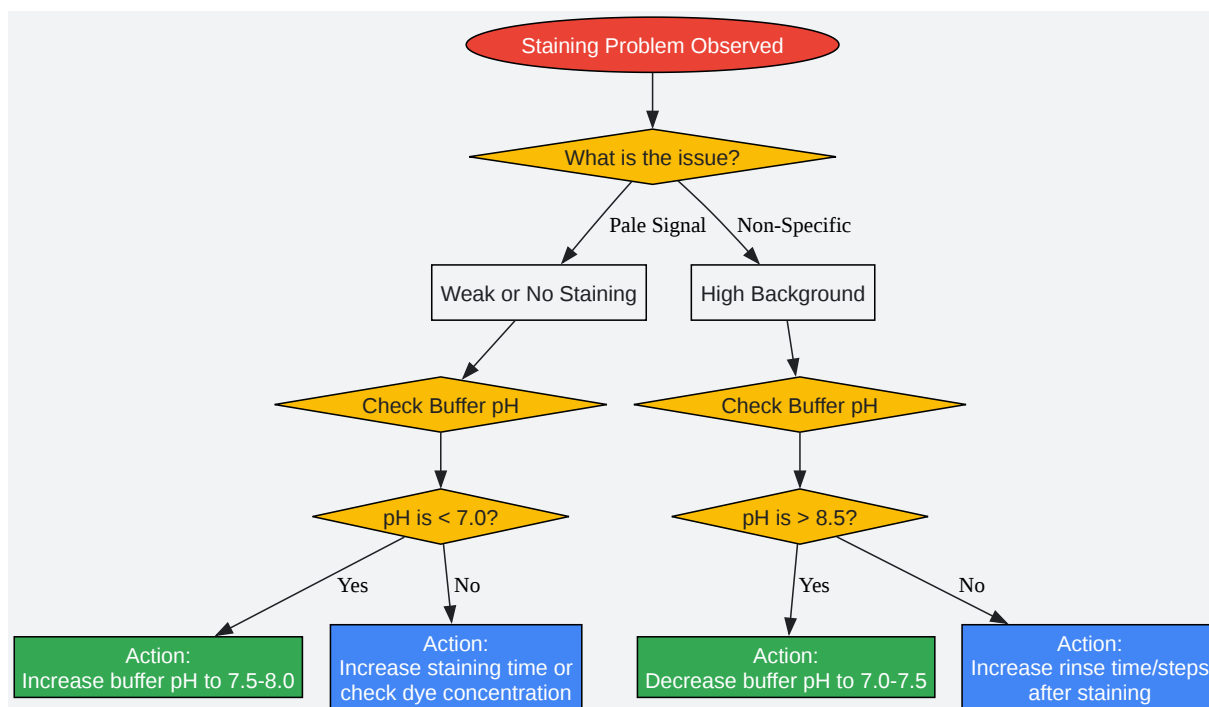 Staining Problem Observed
What is the issue?
Pale Signal
Non-Specific
Weak or No Staining
High Background
Check Buffer pH
Check Buffer pH
pH is < 7.0?
pH is > 8.5?
Yes
No
Yes
No
Action:
Increase buffer pH to 7.5-8.0
Action:
Increase staining time or
check dye concentration
Action:
Decrease buffer pH to 7.0-7.5
Action:
Increase rinse time/steps
after staining